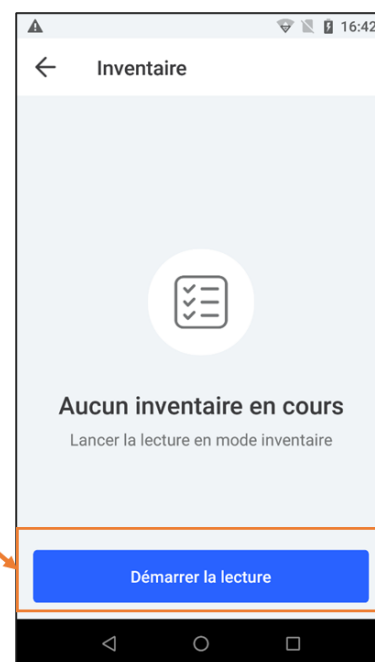 16:42
Inventaire
Aucun inventaire en cours
Lancer la lecture en mode inventaire
Démarrer la lecture